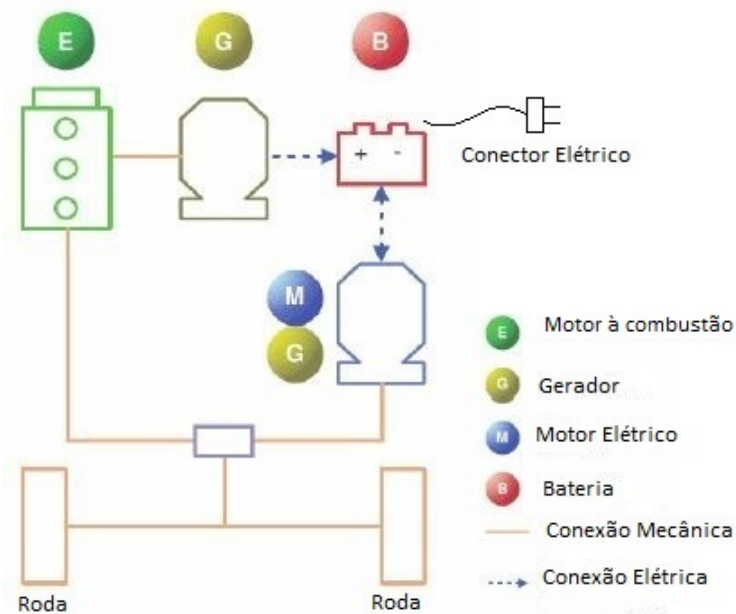 E
G
B
+ -
Conector Elétrico
M
G
E Motor à combustão
G Gerador
M Motor Elétrico
B Bateria
Conexão Mecânica
Conexão Elétrica
Roda
Roda